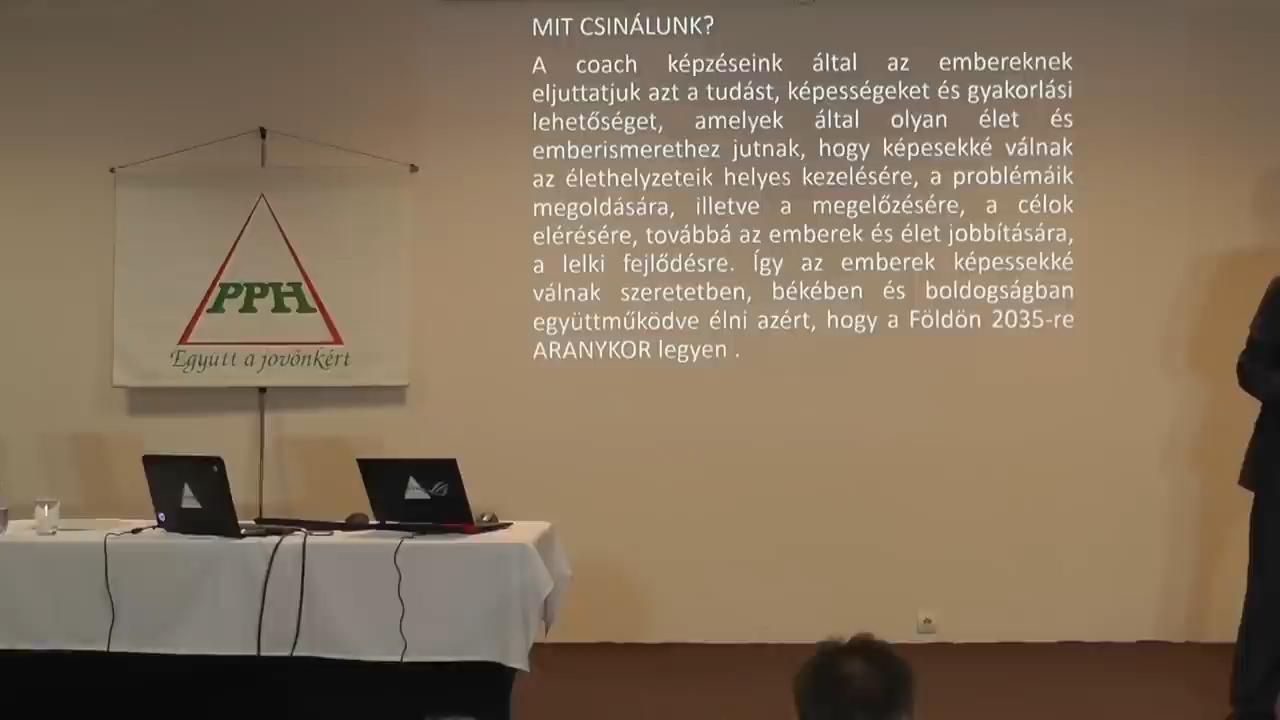 MIT CSINÁLUNK?
A coach képzéseink által az embereknek
eljuttatjuk azt a tudást, képességeket és gyakorlási
lehetőséget, amelyek által olyan élet és
emberismerethez jutnak, hogy képesekké válnak
az élethelyzeteik helyes kezelésére, a problémáik
megoldására, illetve a megelőzésére, a célok
elérésére, továbbá az emberek és élet jobbítására,
a lelki fejlődésre. Így az emberek képessekké
válnak szeretetben, békében és boldogságban
együttműködve élni azért, hogy a Földön 2035-re
ARANYKOR legyen .
PPH
Együtt a jövőnkért